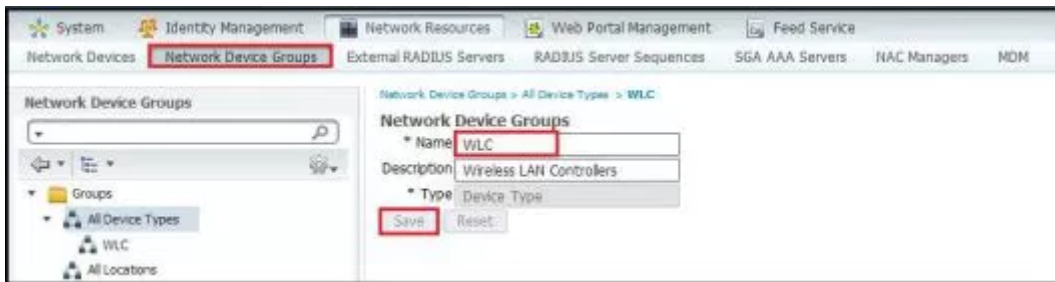 System Identity Management Network Resources Web Portal Management Feed Service
Network Devices Network Device Groups External RADIUS Servers RADIUS Server Sequences SGA AAA Servers NAC Managers MDM
Network Device Groups
Groups
All Device Types
WLC
All Locations
Network Device Groups > All Device Types > WLC
Network Device Groups
* Name WLC
Description Wireless LAN Controllers
* Type Device Type
Save Reset